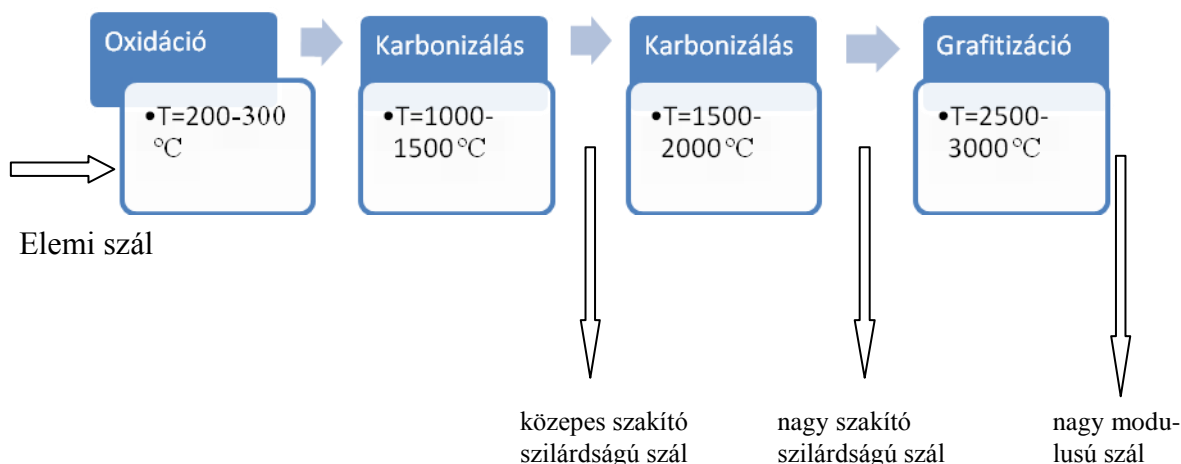 Oxidáció
•T=200-300
°C
Karbonizálás
•T=1000-
1500°C
Karbonizálás
•T=1500-
2000°C
Grafitizáció
•T=2500-
3000°C
Elemi szál
közepes szakító
szilárdságú szál
nagy szakító
szilárdságú szál
nagy modu-
lusú szál